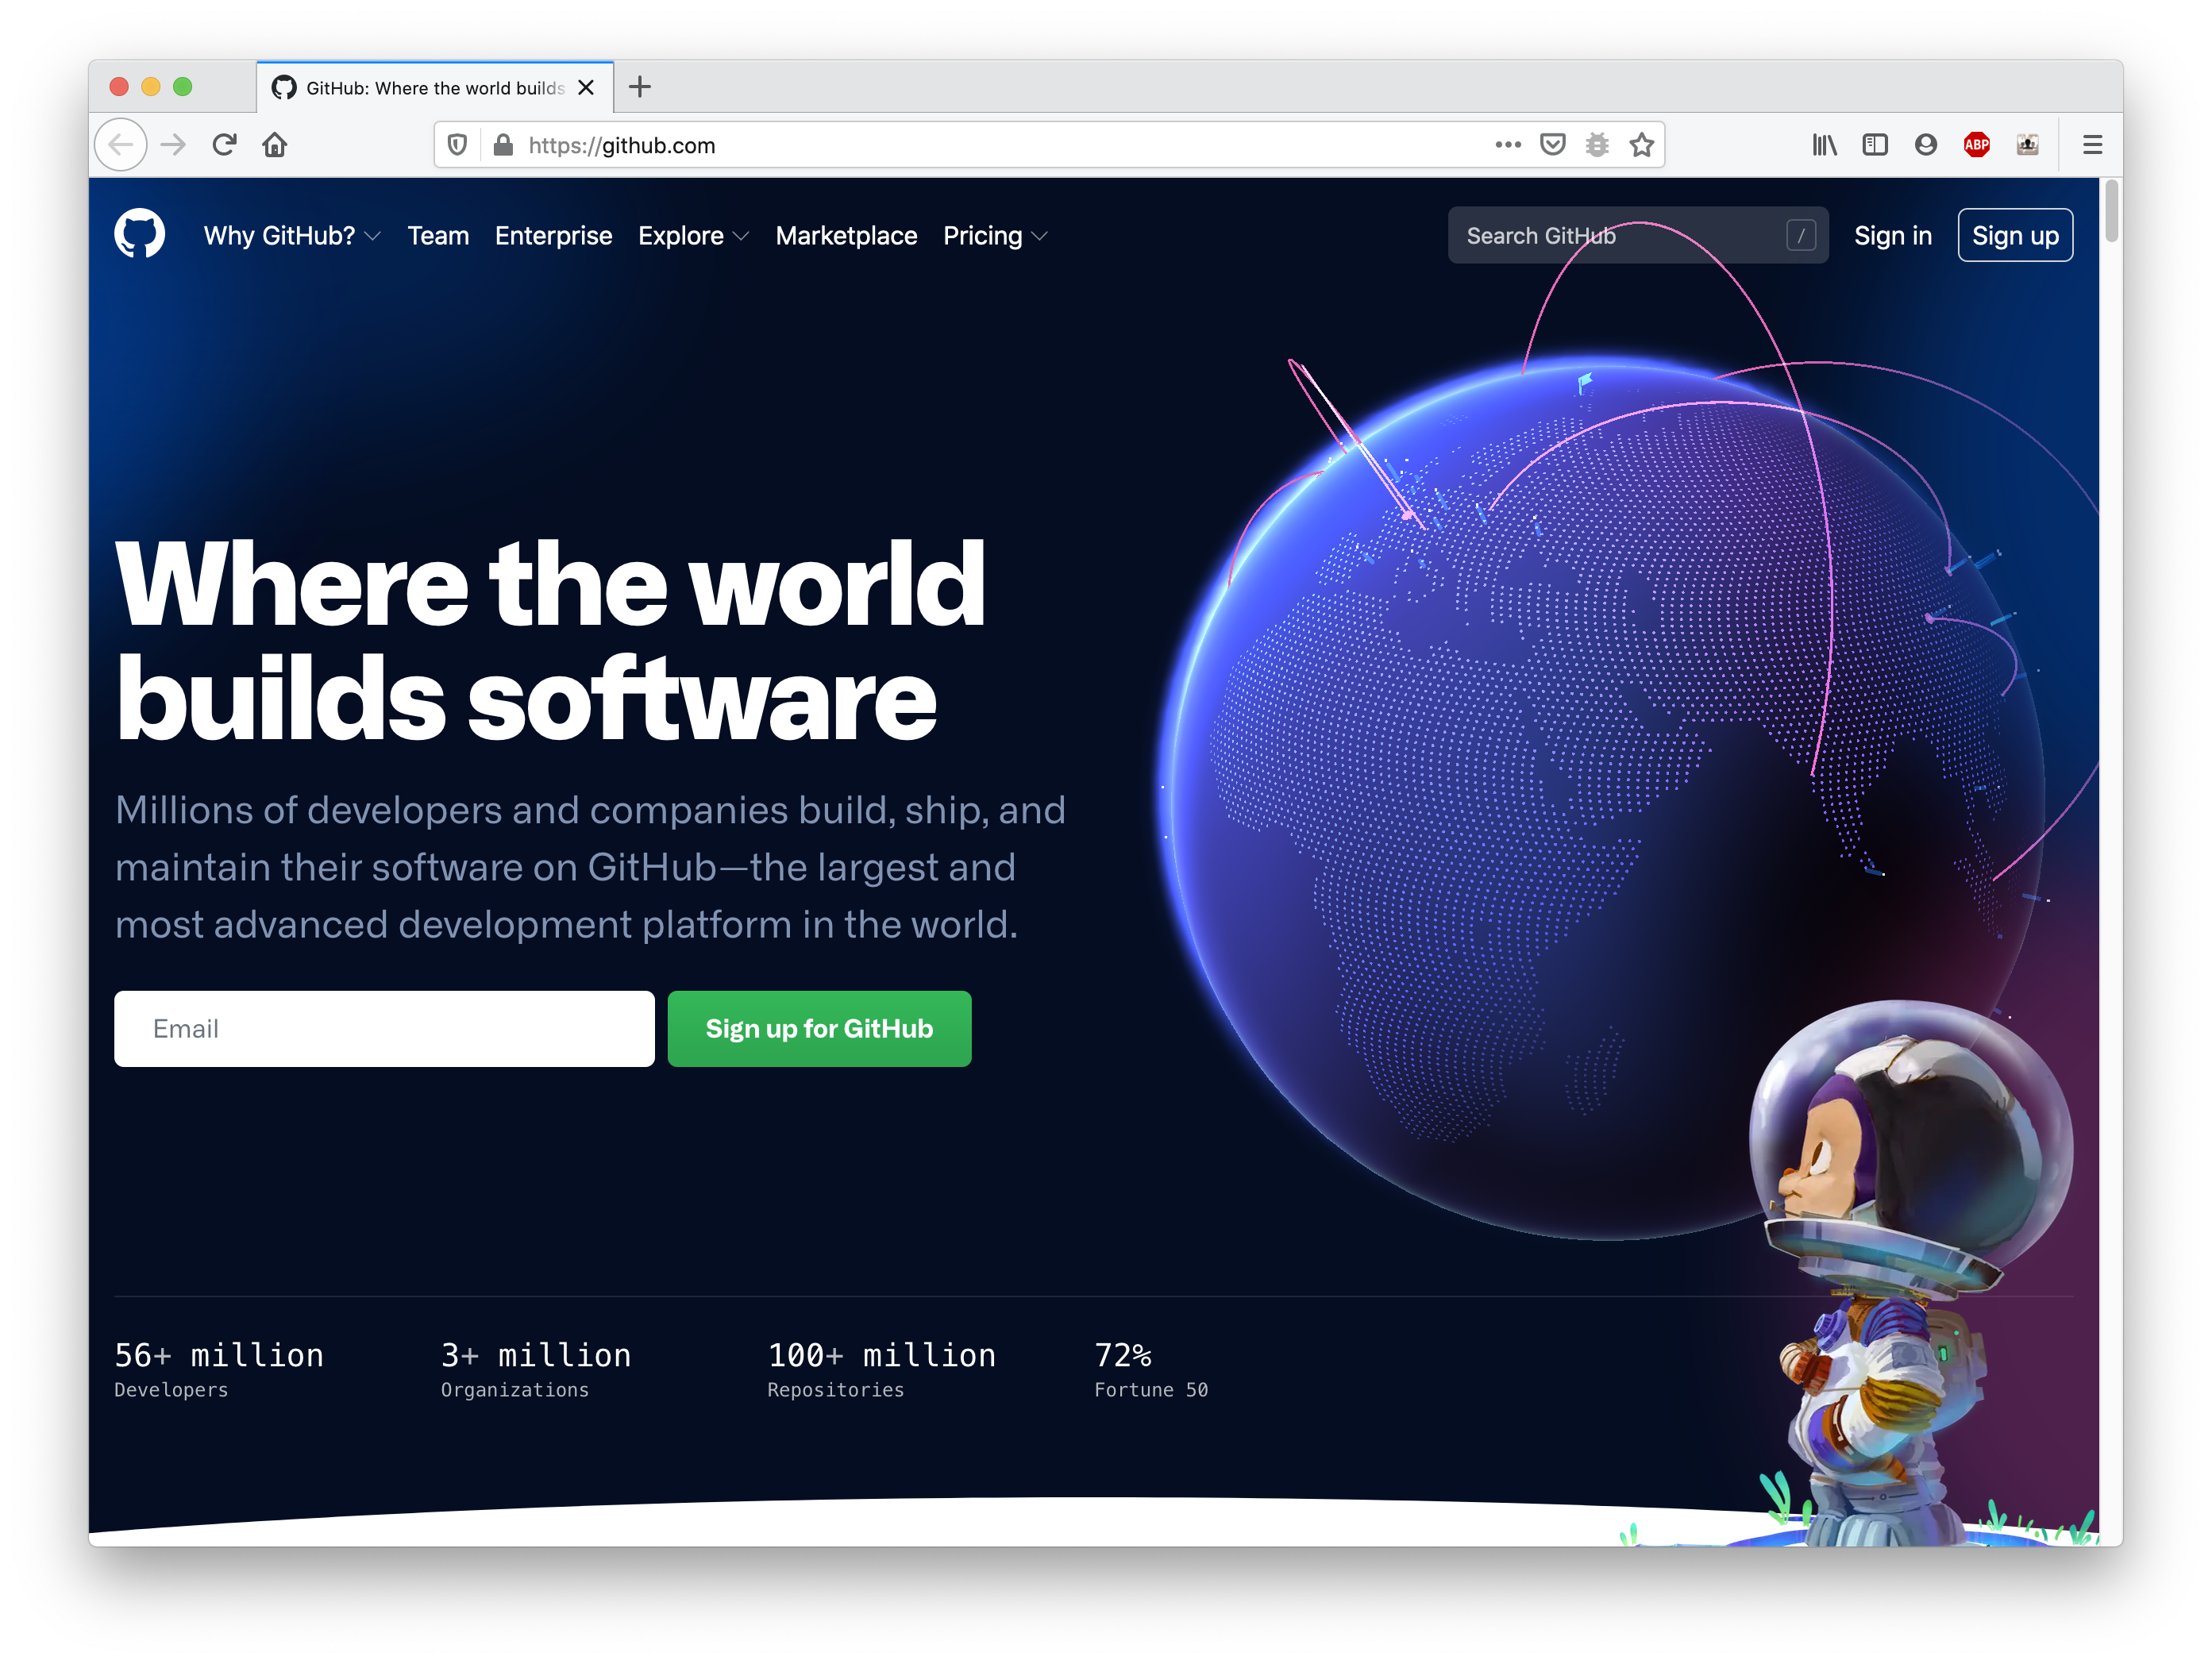 GitHub: Where the world builds
https://github.com
ABP
Why GitHub? Team Enterprise Explore Marketplace Pricing
Search GitHub /
Sign in
Sign up
Where the world
builds software
Millions of developers and companies build, ship, and
maintain their software on GitHub—the largest and
most advanced development platform in the world.
Email
Sign up for GitHub
56+ million
Developers
3+ million
Organizations
100+ million
Repositories
72%
Fortune 50